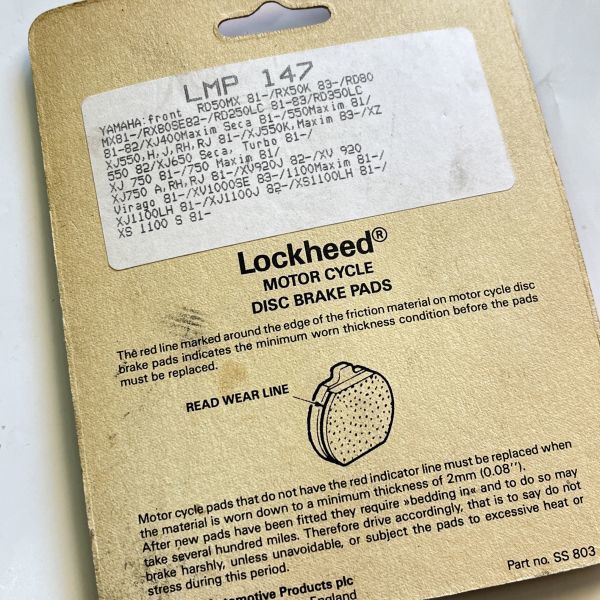 LMP 147
YAMAHA:front RD50MX 81-/RX50K 83-/RD80
MX81-/RX80SE82-/RD250LC 81-83/RD350LC
81-82/XJ400Maxim Seca 81-/550Maxim 81/
XJ550,H,J,RH,RJ 81-/XJ550K,Maxim 83-/XZ
550 82/XJ650 Seca, Turbo 81-/
XJ 750 81-/750 Maxim 81/
XJ750 A,RH,RJ 81-/XV920J 82-/XV 920
Virago 81-/XV1000SE 83-/1100Maxim 81-/
XJ1100LH 81-/XJ1100J 82-/XS1100LH 81-/
XS 1100 S 81-
Lockheed®
MOTOR CYCLE
DISC BRAKE PADS
The red line marked around the edge of the friction material on motor cycle disc
brake pads indicates the minimum worn thickness condition before the pads
must be replaced.
READ WEAR LINE
Motor cycle pads that do not have the red indicator line must be replaced when
the material is worn down to a minimum thickness of 2mm (0.08'').
After new pads have been fitted they require »bedding in« and to do so may
take several hundred miles. Therefore drive accordingly, that is to say do not
brake harshly, unless unavoidable, or subject the pads to excessive heat or
stress during this period.
Part no. SS 803
Automotive Products plc
England